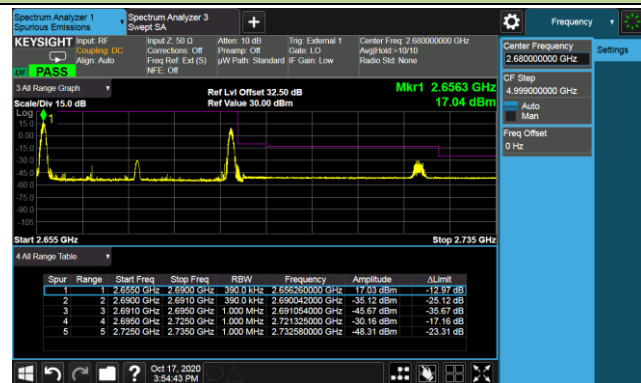 Spectrum Analyzer 1
Spurious Emissions
Spectrum Analyzer 3
Swept SA
+
Frequency
KEYSIGHT
Input: RF
Coupling: DC
Align: Auto
Input Z: 50 Ω
Corrections: Off
Freq Ref: Ext (S)
NFE: Off
Atten: 10 dB
Preamp: Off
µW Path: Standard
Trig: External 1
Gate: LO
IF Gain: Low
Center Freq: 2.680000000 GHz
Avg|Hold:>10/10
Radio Std: None
PASS
Center Frequency
2.680000000 GHz
Settings
CF Step
4.999000000 GHz
Auto
Man
Freq Offset
0 Hz
3 All Range Graph
Scale/Div 15.0 dB
Ref Lvl Offset 32.50 dB
Ref Value 30.00 dBm
Mkr1 2.6563 GHz
17.04 dBm
Log
1
15.0
0.00
-15.0
-30.0
-45.0
-60.0
-75.0
-90.0
-105
Start 2.655 GHz
Stop 2.735 GHz
4 All Range Table
Spur Range Start Freq Stop Freq RBW Frequency Amplitude ΔLimit
1 1 2.6550 GHz 2.6900 GHz 390.0 kHz 2.656260000 GHz 17.03 dBm -12.97 dB
2 2 2.6900 GHz 2.6910 GHz 390.0 kHz 2.690042000 GHz -35.12 dBm -25.12 dB
3 3 2.6910 GHz 2.6950 GHz 1.000 MHz 2.691054000 GHz -45.67 dBm -35.67 dB
4 4 2.6950 GHz 2.7250 GHz 1.000 MHz 2.721325000 GHz -30.16 dBm -17.16 dB
5 5 2.7250 GHz 2.7350 GHz 1.000 MHz 2.732580000 GHz -48.31 dBm -23.31 dB
?
Oct 17, 2020
3:54:43 PM